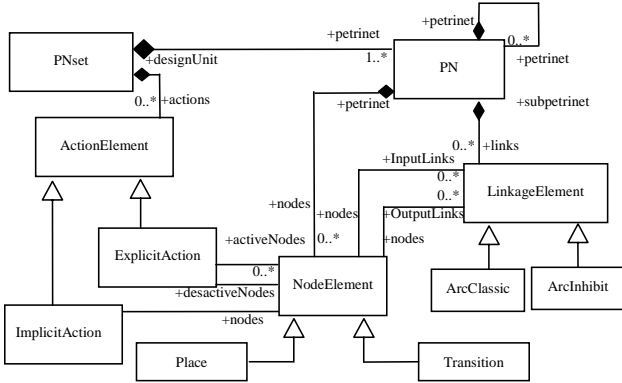 +petrinet
+petrinet
0..*
PNset
+designUnit
1..*
PN
+petrinet
+petrinet
0..*
+actions
+subpetrinet
ActionElement
0..*
+links
+InputLinks
0..*
LinkageElement
0..*
+nodes
+nodes
+OutputLinks
+activeNodes
0..*
+nodes
ExplicitAction
0..*
+desactiveNodes
NodeElement
ArcClassic
ArcInhibit
ImplicitAction
+nodes
Place
Transition